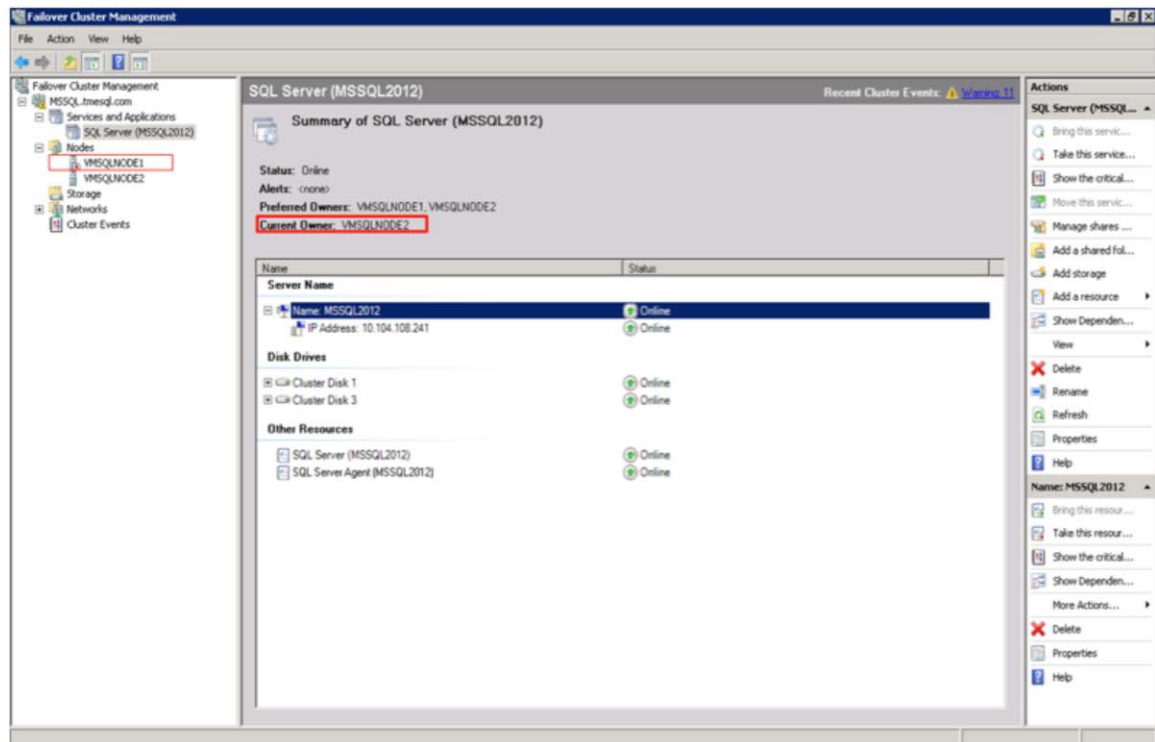 Failover Cluster Management
File Action View Help
Failover Cluster Management
MSSQL.tmesql.com
Services and Applications
SQL Server (MSSQL2012)
Nodes
VMSQLNODE1
VMSQLNODE2
Storage
Networks
Cluster Events
SQL Server (MSSQL2012)
Recent Cluster Events: Warning: 11
Summary of SQL Server (MSSQL2012)
Status: Online
Alerts: <none>
Preferred Owners: VMSQLNODE1, VMSQLNODE2
Current Owner: VMSQLNODE2
Name Status
Server Name
Name: MSSQL2012 Online
IP Address: 10.104.108.241 Online
Disk Drives
Cluster Disk 1 Online
Cluster Disk 3 Online
Other Resources
SQL Server (MSSQL2012) Online
SQL Server Agent (MSSQL2012) Online
Actions
SQL Server (MSSQL...
Bring this servic...
Take this service...
Show the critical...
Move this servic...
Manage shares ...
Add a shared fol...
Add storage
Add a resource
Show Dependen...
View
Delete
Rename
Refresh
Properties
Help
Name: MSSQL2012
Bring this resour...
Take this resour...
Show the critical...
Show Dependen...
More Actions...
Delete
Properties
Help